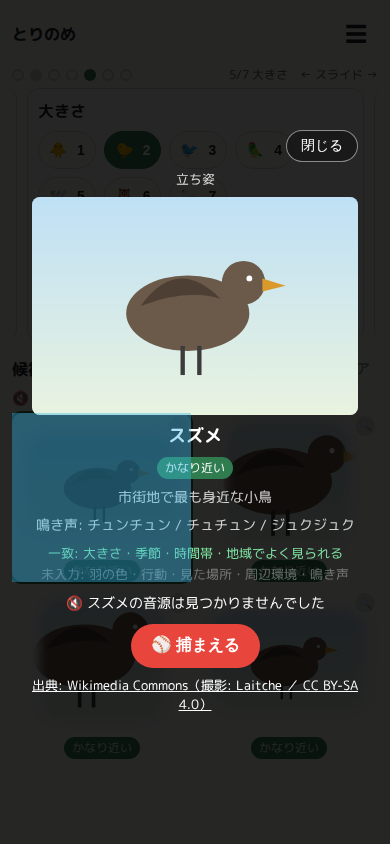 とりのめ
☰
5/7 大きさ ← スライド →
大きさ
1
2
3
4
閉じる
6
7
立ち姿
スズメ
かなり近い
市街地で最も身近な小鳥
鳴き声: チュンチュン / チュチュン / ジュクジュク
一致: 大きさ・季節・時間帯・地域でよく見られる
未入力: 羽の色・行動・見た場所・周辺環境・鳴き声
🔇 スズメの音源は見つかりませんでした
⚾ 捕まえる
出典: Wikimedia Commons（撮影: Laitche ／ CC BY-SA
4.0）
かなり近い
かなり近い